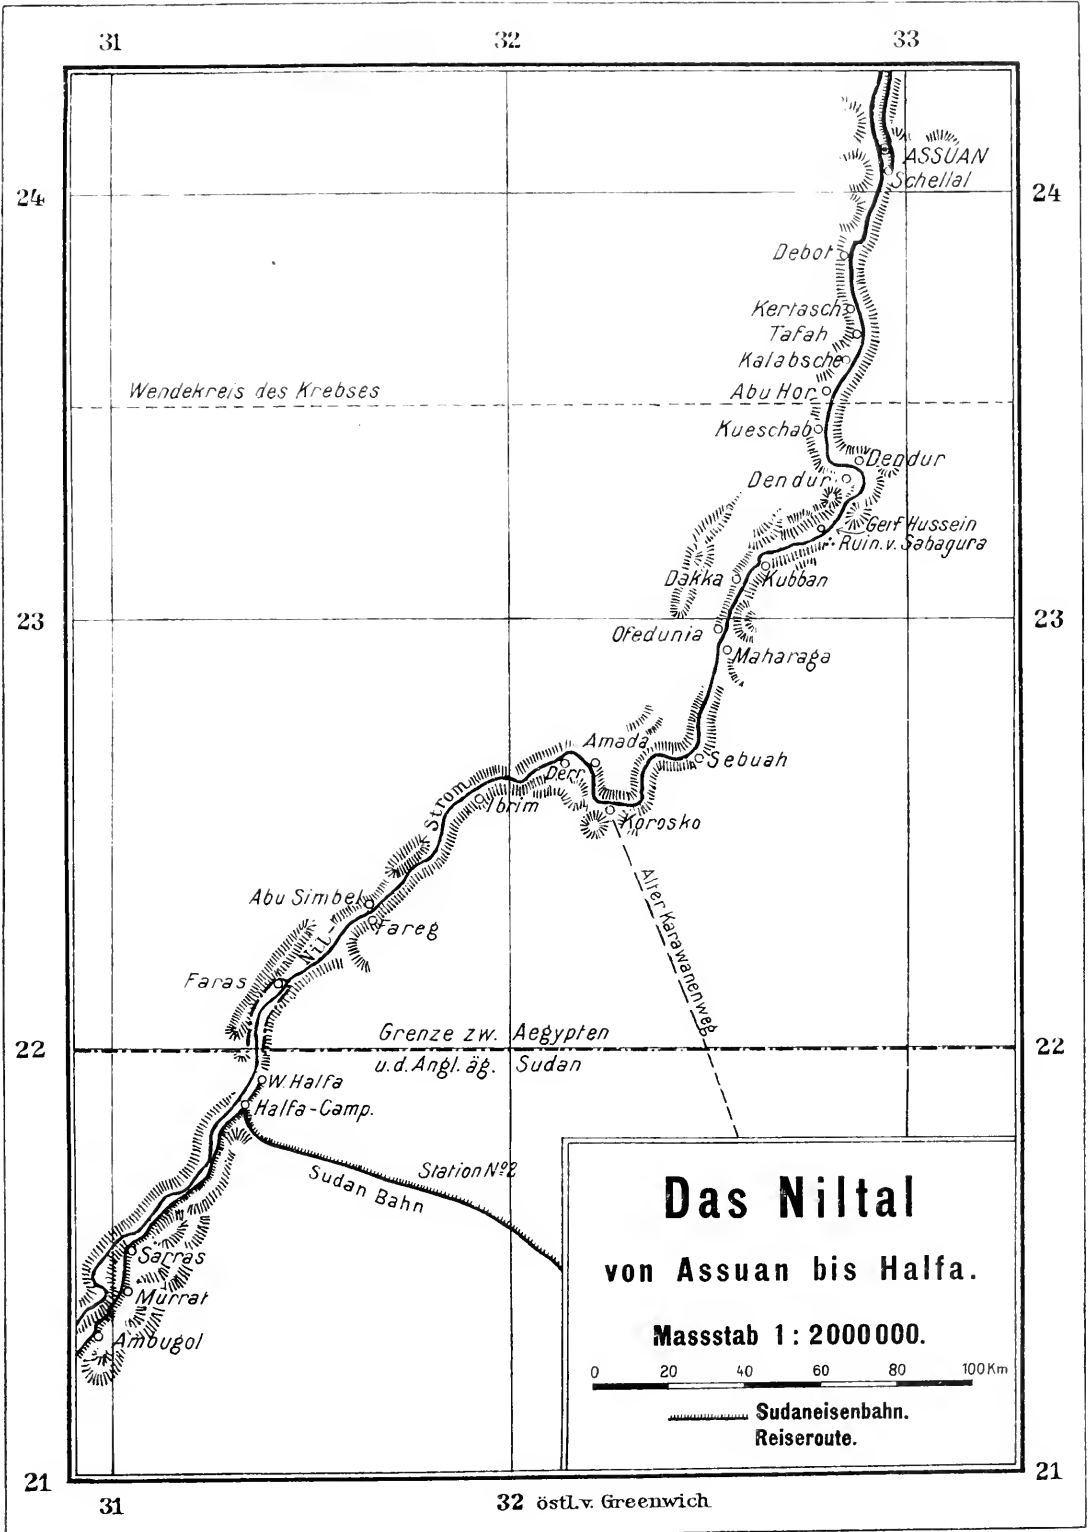 31 32 33
ASSUAN
24 Schellal 24
Debot
Kertasch
Tafah
Kalabsche
Wendekreis des Krebses
Abu Hor
Kueschab
Dendur
Dendur
Gerf Hussein
Ruin. v. Sabagura
Dakka
Kubban
23 23
Ofedunia
Maharaga
Amada
Sebuah
Derr
Ibrim
Korosko
Nil-Strom
Abu Simbel
Fareg
Alter Karawanenweg
Faras
Grenze zw. Aegypten
22 22
u.d. Angl. äg. Sudan
W. Halfa
Halfa-Camp.
Station Nº 2
Sudan Bahn
Sarras
Murrat
Ambugol
Das Niltal
von Assuan bis Halfa.
Massstab 1 : 2000000.
0 20 40 60 80 100 Km
Sudaneisenbahn.
Reiseroute.
21 21
31 32 östl. v. Greenwich